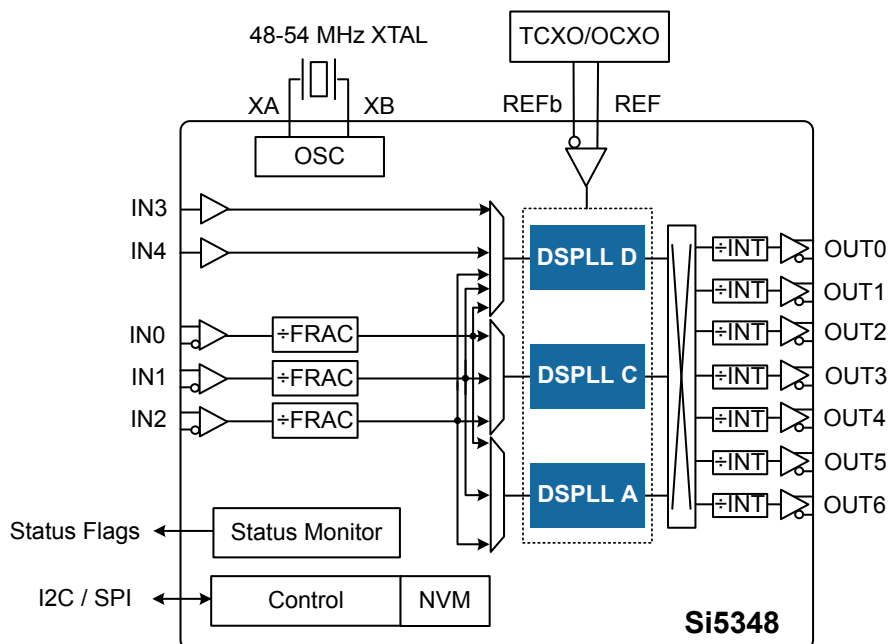 48-54 MHz XTAL
TCXO/OCXO
XA
XB
REFb
REF
OSC
IN3
IN4
IN0
÷FRAC
IN1
÷FRAC
IN2
÷FRAC
DSPLL D
DSPLL C
DSPLL A
÷INT
OUT0
÷INT
OUT1
÷INT
OUT2
÷INT
OUT3
÷INT
OUT4
÷INT
OUT5
÷INT
OUT6
Status Flags
Status Monitor
I2C / SPI
Control
NVM
Si5348